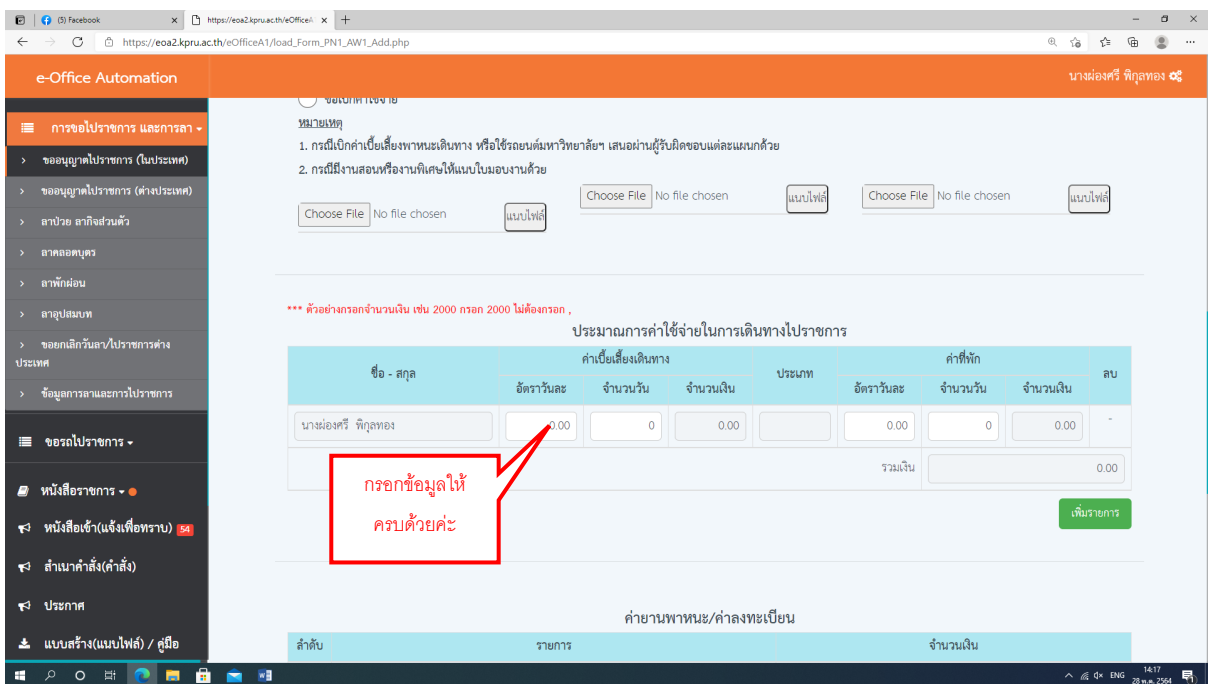 (5) Facebook
https://eoa2.kpru.ac.th/eOfficeA
https://eoa2.kpru.ac.th/eOfficeA1/load_Form_PN1_AW1_Add.php
e-Office Automation
นางผ่องศรี พิกุลทอง
ขอเบิกค่าใช้จ่าย
การขอไปราชการ และการลา
ขออนุญาตไปราชการ (ในประเทศ)
ขออนุญาตไปราชการ (ต่างประเทศ)
ลาป่วย ลากิจส่วนตัว
ลาคลอดบุตร
ลาพักผ่อน
ลาอุปสมบท
ขอยกเลิกวันลา/ไปราชการต่าง
ประเทศ
ข้อมูลการลาและการไปราชการ
ขอรถไปราชการ
หนังสือราชการ
หนังสือเข้า(แจ้งเพื่อทราบ) 54
สำเนาคำสั่ง(คำสั่ง)
ประกาศ
แบบสร้าง(แนบไฟล์) / คู่มือ
หมายเหตุ
1. กรณีเบิกค่าเบี้ยเลี้ยงพาหนะเดินทาง หรือใช้รถยนต์มหาวิทยาลัยฯ เสนอผ่านผู้รับผิดชอบแต่ละแผนกด้วย
2. กรณีมีงานสอนหรืองานพิเศษให้แนบใบมอบงานด้วย
Choose File No file chosen แนบไฟล์
Choose File No file chosen แนบไฟล์
Choose File No file chosen แนบไฟล์
*** ตัวอย่างกรอกจำนวนเงิน เช่น 2000 กรอก 2000 ไม่ต้องกรอก ,
ประมาณการค่าใช้จ่ายในการเดินทางไปราชการ
ชื่อ - สกุล ค่าเบี้ยเลี้ยงเดินทาง ประเภท ค่าที่พัก ลบ
อัตราวันละ จำนวนวัน จำนวนเงิน อัตราวันละ จำนวนวัน จำนวนเงิน
นางผ่องศรี พิกุลทอง 0.00 0 0.00 0.00 0 0.00 -
รวมเงิน 0.00
กรอกข้อมูลให้
ครบด้วยค่ะ
เพิ่มรายการ
ค่ายานพาหนะ/ค่าลงทะเบียน
ลำดับ รายการ จำนวนเงิน
ENG
14:17
28 พ.ค. 2564